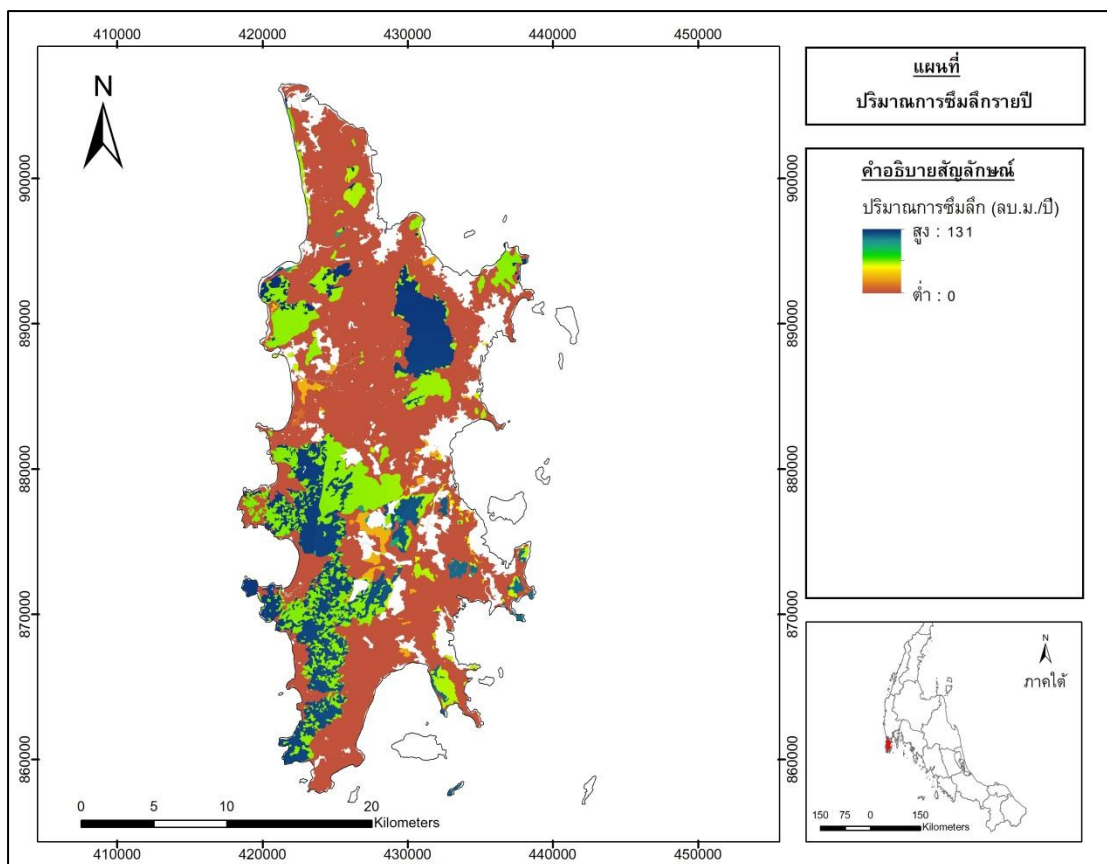 410000 420000 430000 440000 450000
N
900000
890000
880000
870000
860000
900000
890000
880000
870000
860000
0 5 10 20
Kilometers
410000 420000 430000 440000 450000
แผนที่
ปริมาณการซึมลึกรายปี
คำอธิบายสัญลักษณ์
ปริมาณการซึมลึก (ลบ.ม./ปี)
สูง : 131
ต่ำ : 0
N
ภาคใต้
150 75 0 150
Kilometers